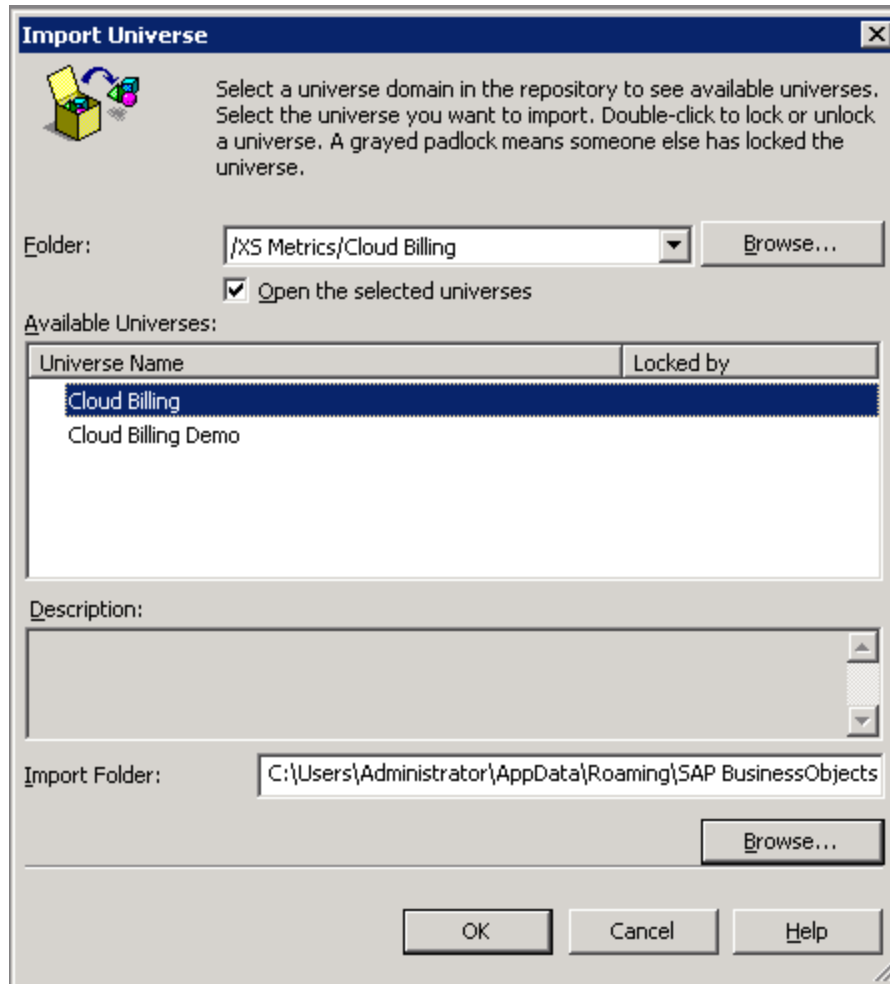 Import Universe
Select a universe domain in the repository to see available universes.
Select the universe you want to import. Double-click to lock or unlock
a universe. A grayed padlock means someone else has locked the
universe.
Folder:
/XS Metrics/Cloud Billing
Browse...
Open the selected universes
Available Universes:
Universe Name
Locked by
Cloud Billing
Cloud Billing Demo
Description:
Import Folder:
C:\Users\Administrator\AppData\Roaming\SAP BusinessObjects
Browse...
OK
Cancel
Help